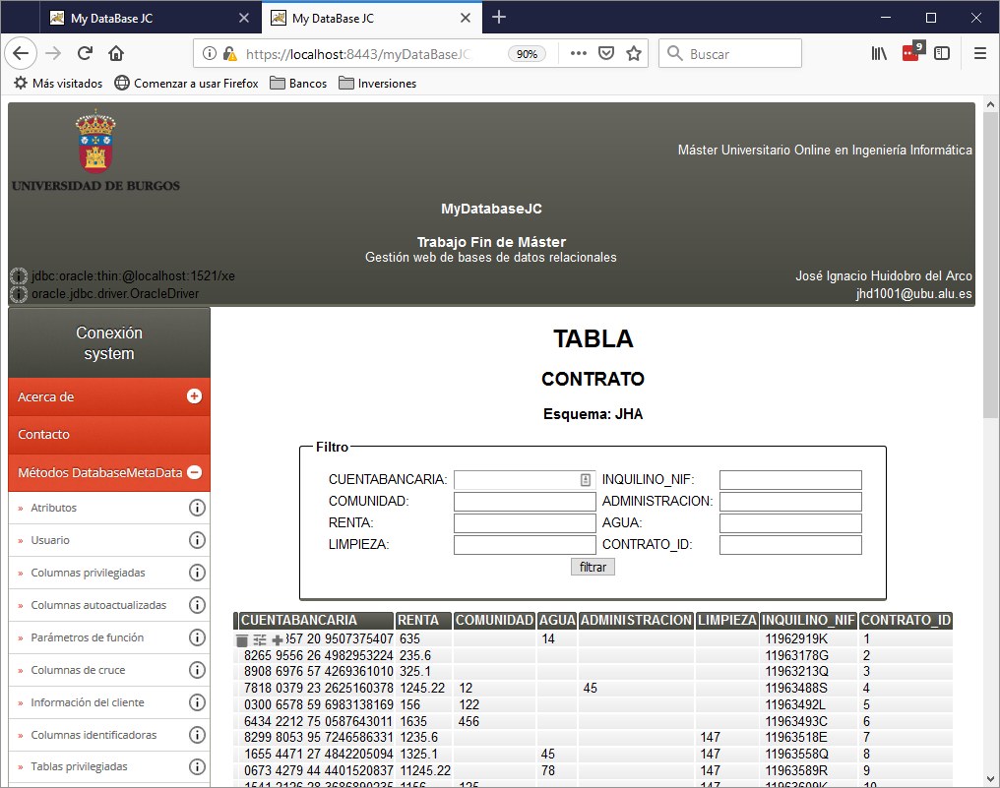 My DataBase JC
My DataBase JC
https://localhost:8443/myDataBaseJC
90%
Buscar
9
Más visitados
Comenzar a usar Firefox
Bancos
Inversiones
UNIVERSIDAD DE BURGOS
Máster Universitario Online en Ingeniería Informática
MyDatabaseJC
Trabajo Fin de Máster
Gestión web de bases de datos relacionales
jdbc:oracle:thin:@localhost:1521/xe
oracle.jdbc.driver.OracleDriver
José Ignacio Huidobro del Arco
jhd1001@ubu.alu.es
Conexión
system
Acerca de
Contacto
Métodos DatabaseMetaData
» Atributos
» Usuario
» Columnas privilegiadas
» Columnas autoactualizadas
» Parámetros de función
» Columnas de cruce
» Información del cliente
» Columnas identificadoras
» Tablas privilegiadas
TABLA
CONTRATO
Esquema: JHA
Filtro
CUENTABANCARIA: INQUILINO_NIF:
COMUNIDAD: ADMINISTRACION:
RENTA: AGUA:
LIMPIEZA: CONTRATO_ID:
filtrar
CUENTABANCARIA RENTA COMUNIDAD AGUA ADMINISTRACION LIMPIEZA INQUILINO_NIF CONTRATO_ID
357 20 9507375407 635 14 11962919K 1
8265 9556 26 4982953224 235.6 11963178G 2
8908 6976 57 4269361010 325.1 11963213Q 3
7818 0379 23 2625160378 1245.22 12 45 11963488S 4
0300 6578 59 6983138169 156 122 11963492L 5
6434 2212 75 0587643011 1635 456 11963493C 6
8299 8053 95 7246586331 1235.6 147 11963518E 7
1655 4471 27 4842205094 1325.1 45 147 11963558Q 8
0673 4279 44 4401520837 11245.22 78 147 11963589R 9
1541 2126 28 3686890235 1156 125 147 11963609K 10